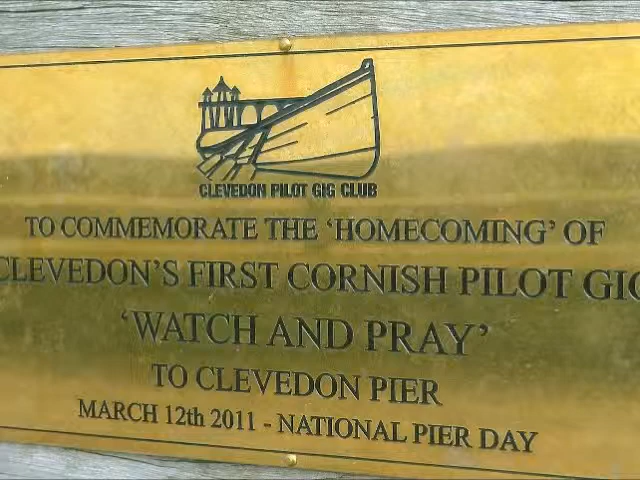 CLEVEDON PILOT GIG CLUB
TO COMMEMORATE THE 'HOMECOMING' OF
CLEVEDON'S FIRST CORNISH PILOT GIG
'WATCH AND PRAY'
TO CLEVEDON PIER
MARCH 12th 2011 - NATIONAL PIER DAY